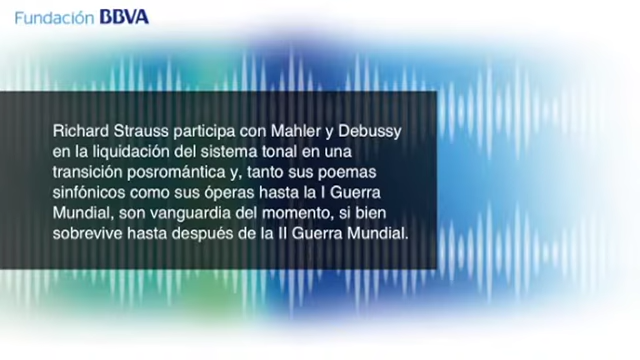 Fundación BBVA
Richard Strauss participa con Mahler y Debussy
en la liquidación del sistema tonal en una
transición posromántica y, tanto sus poemas
sinfónicos como sus óperas hasta la I Guerra
Mundial, son vanguardia del momento, si bien
sobrevive hasta después de la II Guerra Mundial.